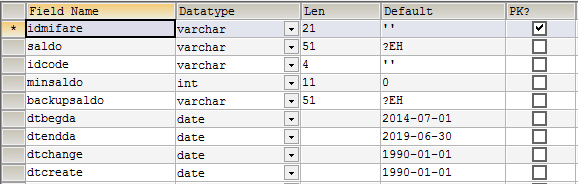 Field Name Datatype Len Default PK?
* idmifare varchar 21 ''
saldo varchar 51 ?EH
idcode varchar 4 ''
minsaldo int 11 0
backupsaldo varchar 51 ?EH
dtbegda date 2014-07-01
dtendda date 2019-06-30
dtchange date 1990-01-01
dtcreate date 1990-01-01